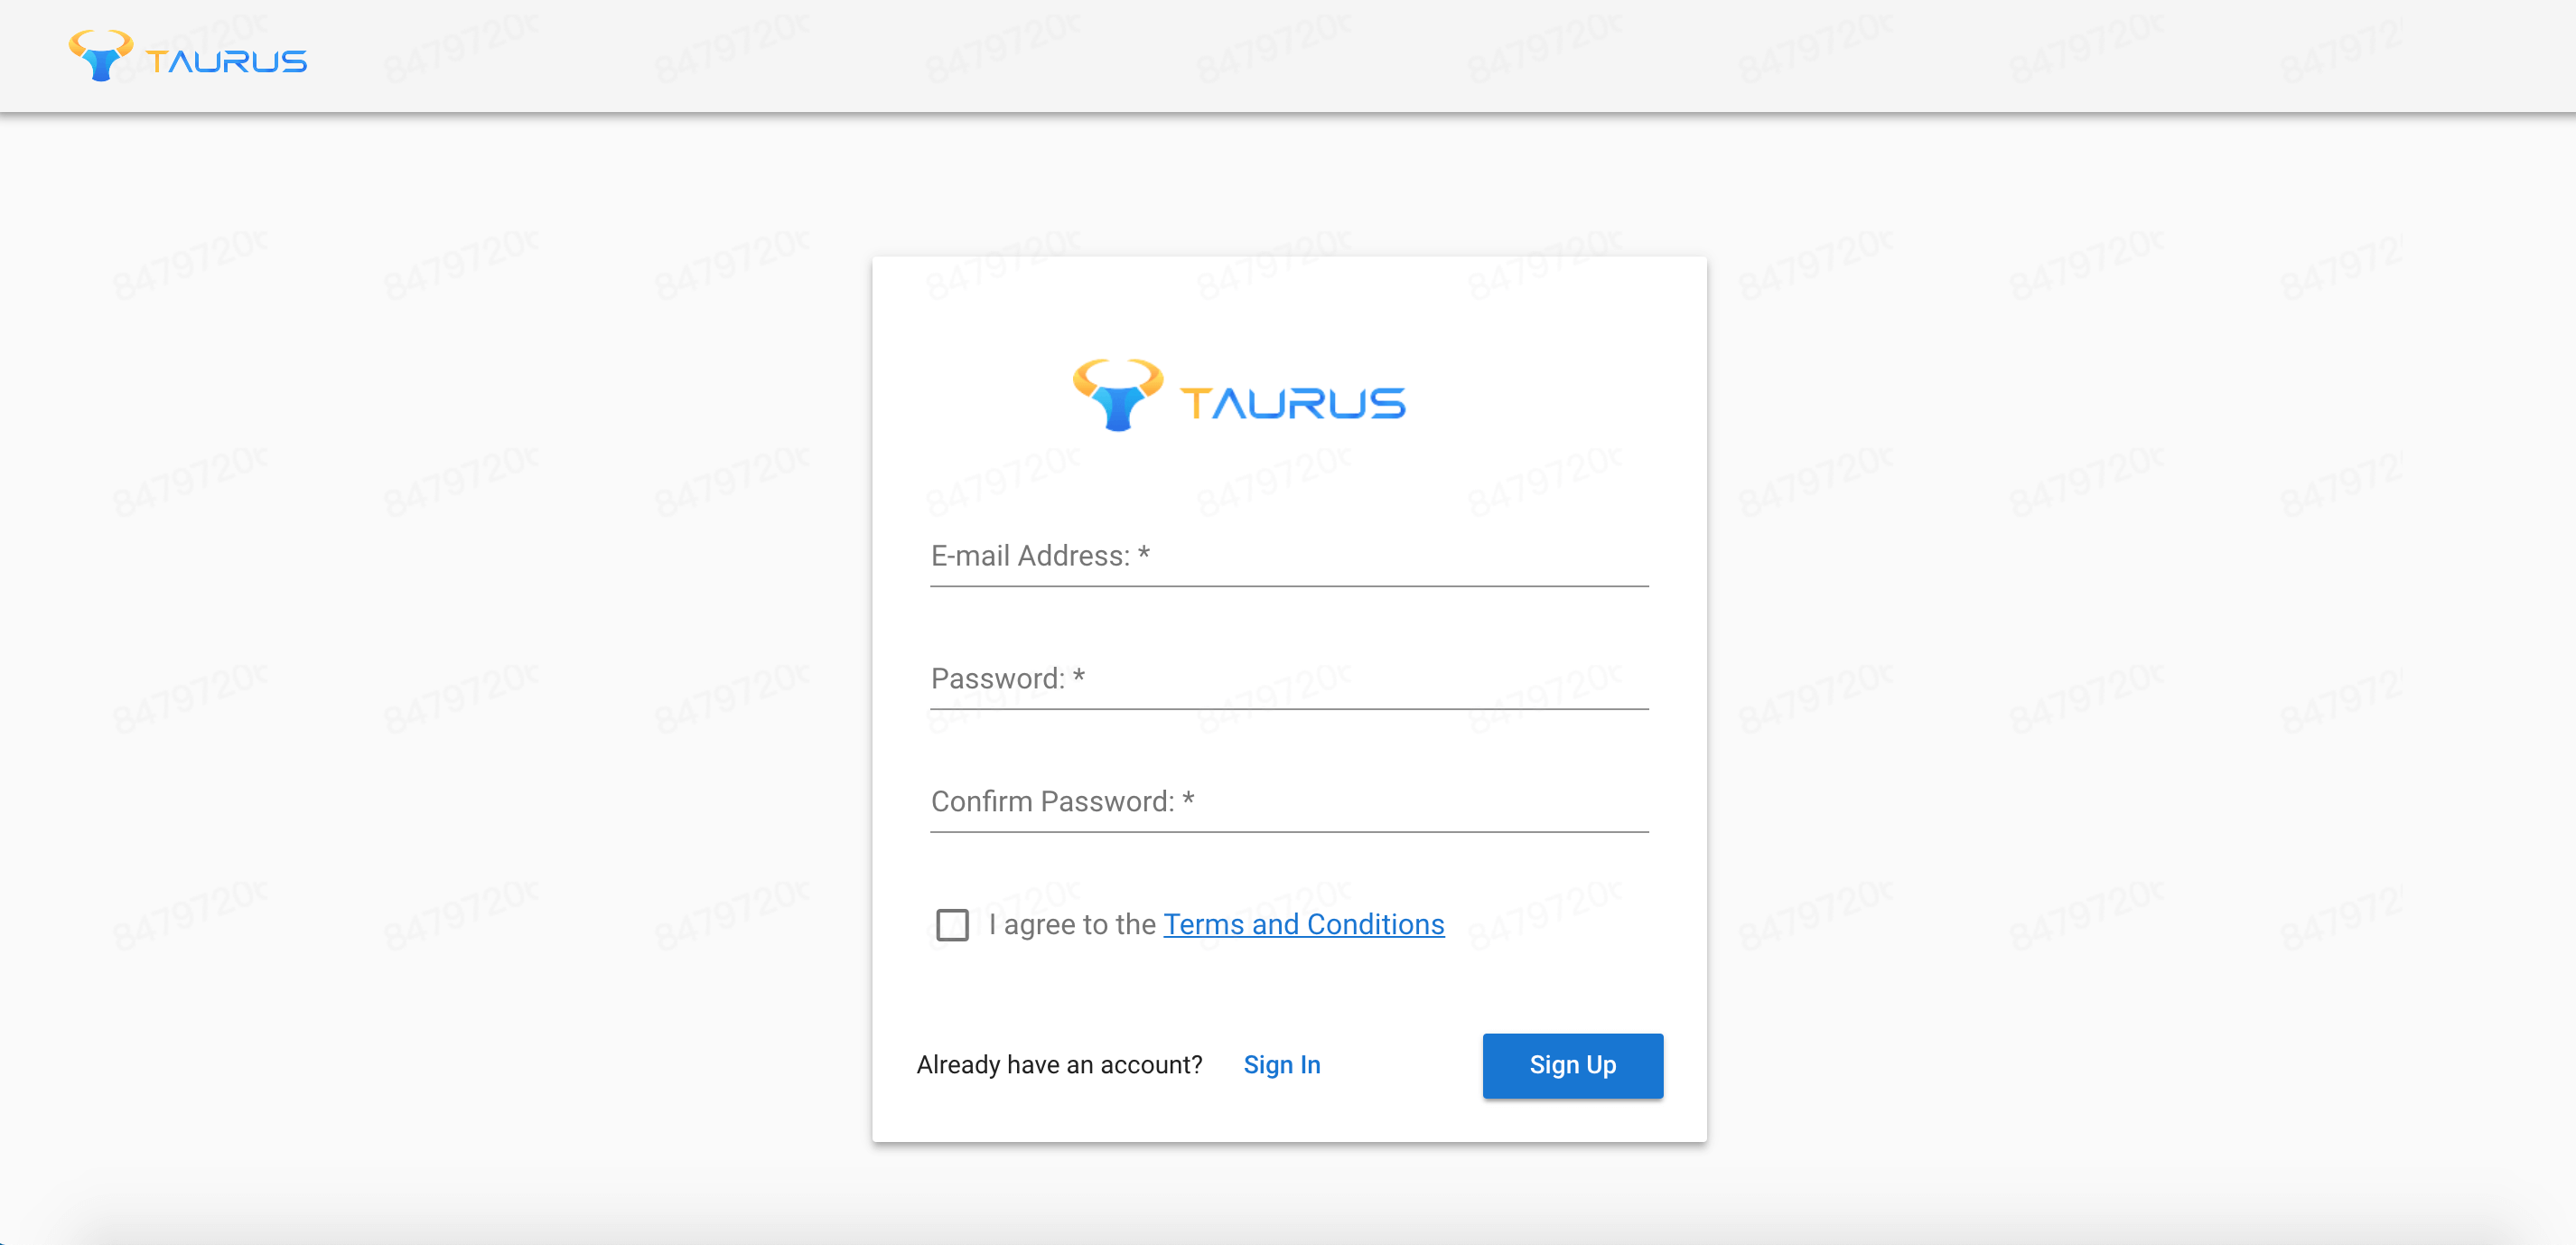 TAURUS
TAURUS
E-mail Address: *
Password: *
Confirm Password: *
I agree to the Terms and Conditions
Already have an account? Sign In Sign Up